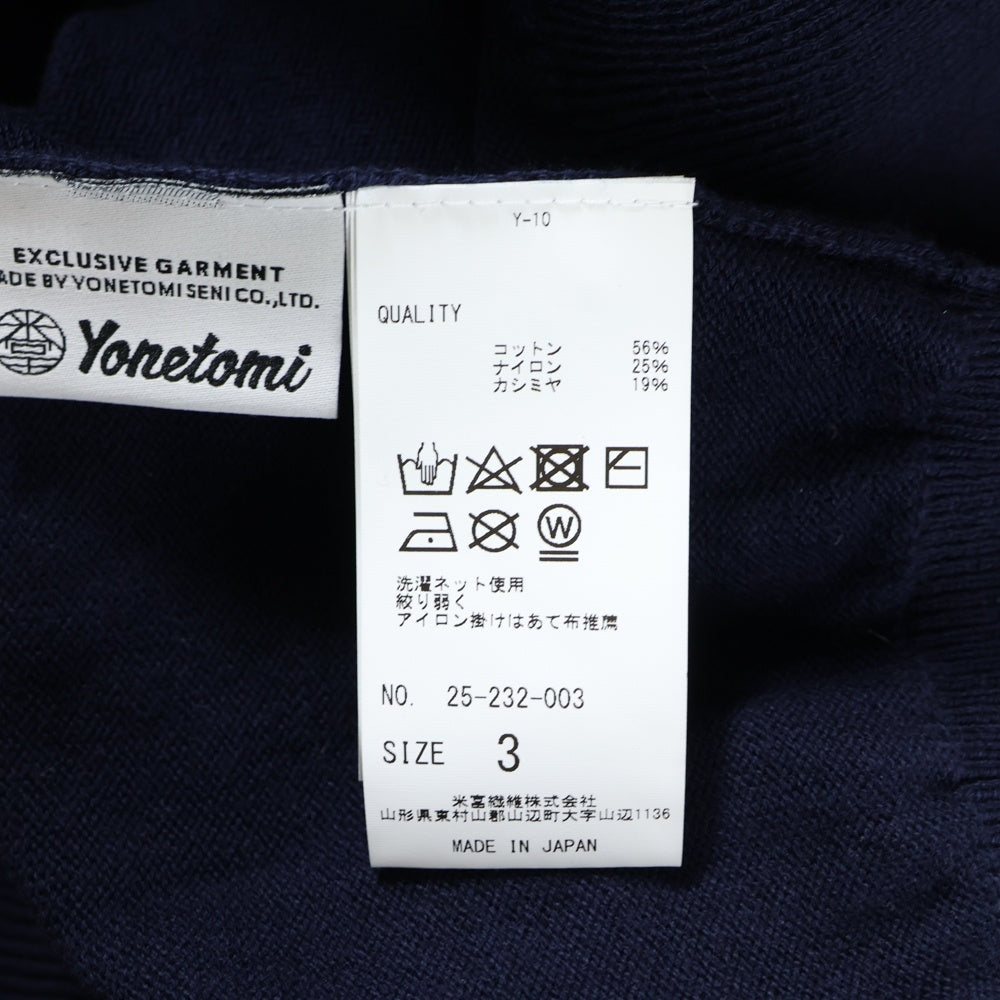 EXCLUSIVE GARMENT
ADE BY YONETOMI SENI CO.,LTD.
Yonetomi
Y-10
QUALITY
コットン 56%
ナイロン 25%
カシミヤ 19%
W
洗濯ネット使用
絞り弱く
アイロン掛けはあて布推薦
NO. 25-232-003
SIZE 3
米富繊維株式会社
山形県東村山郡山辺町大字山辺1136
MADE IN JAPAN